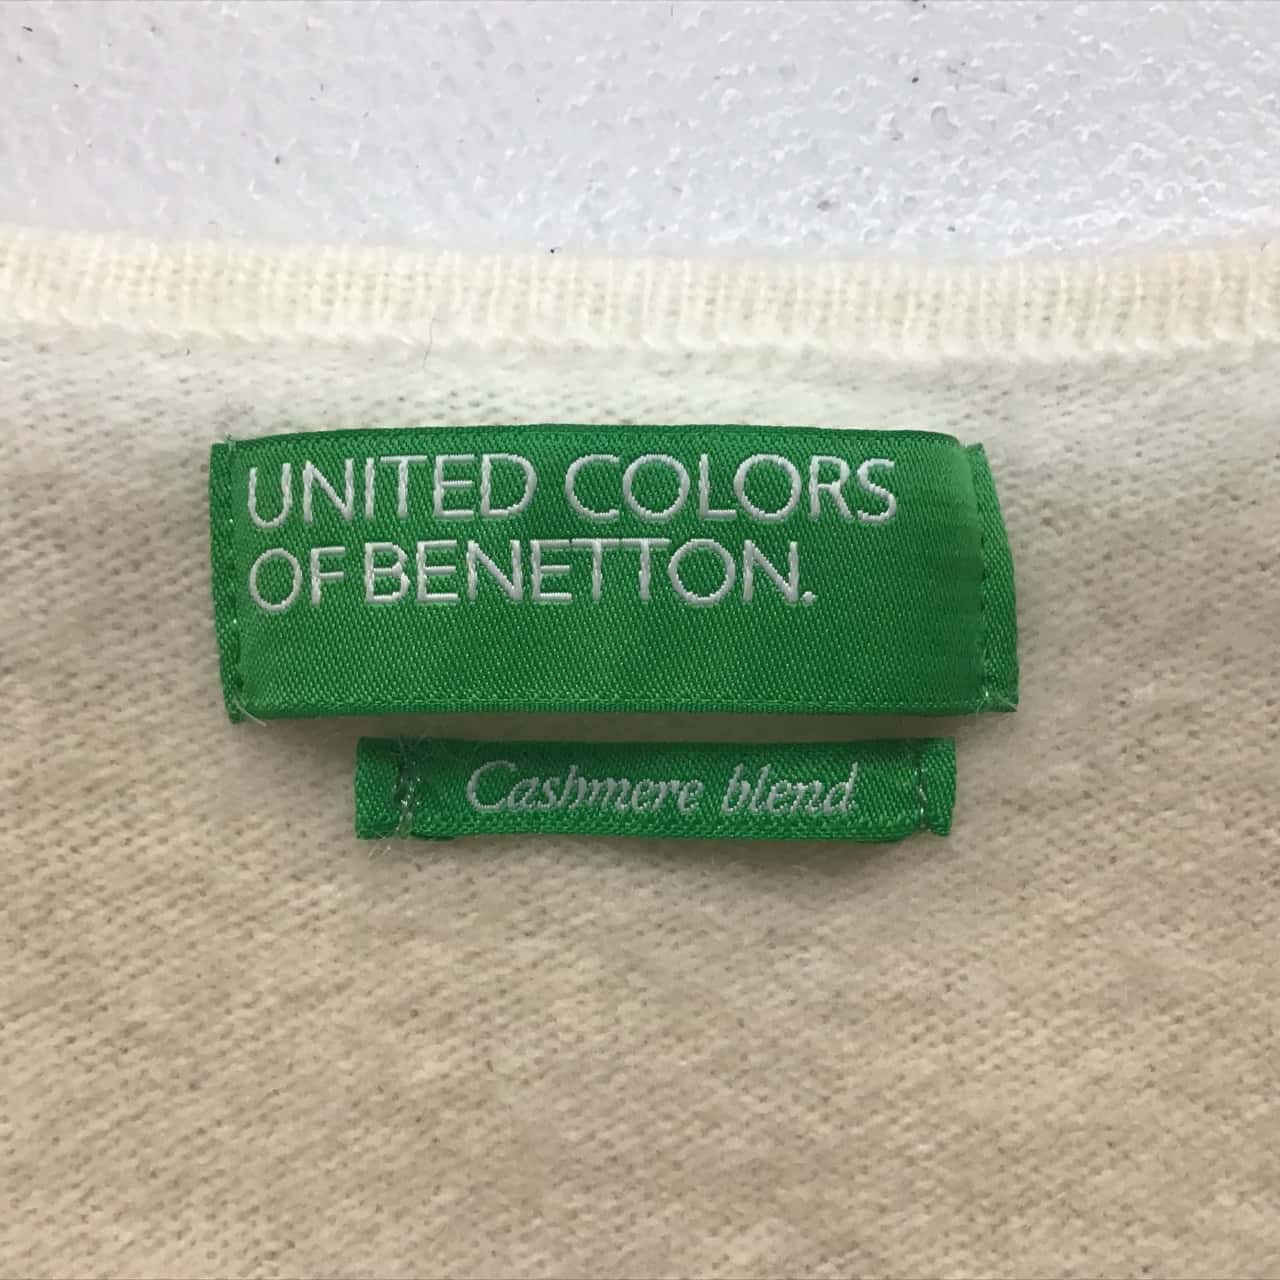 UNITED COLORS
OF BENETTON.
Cashmere blend